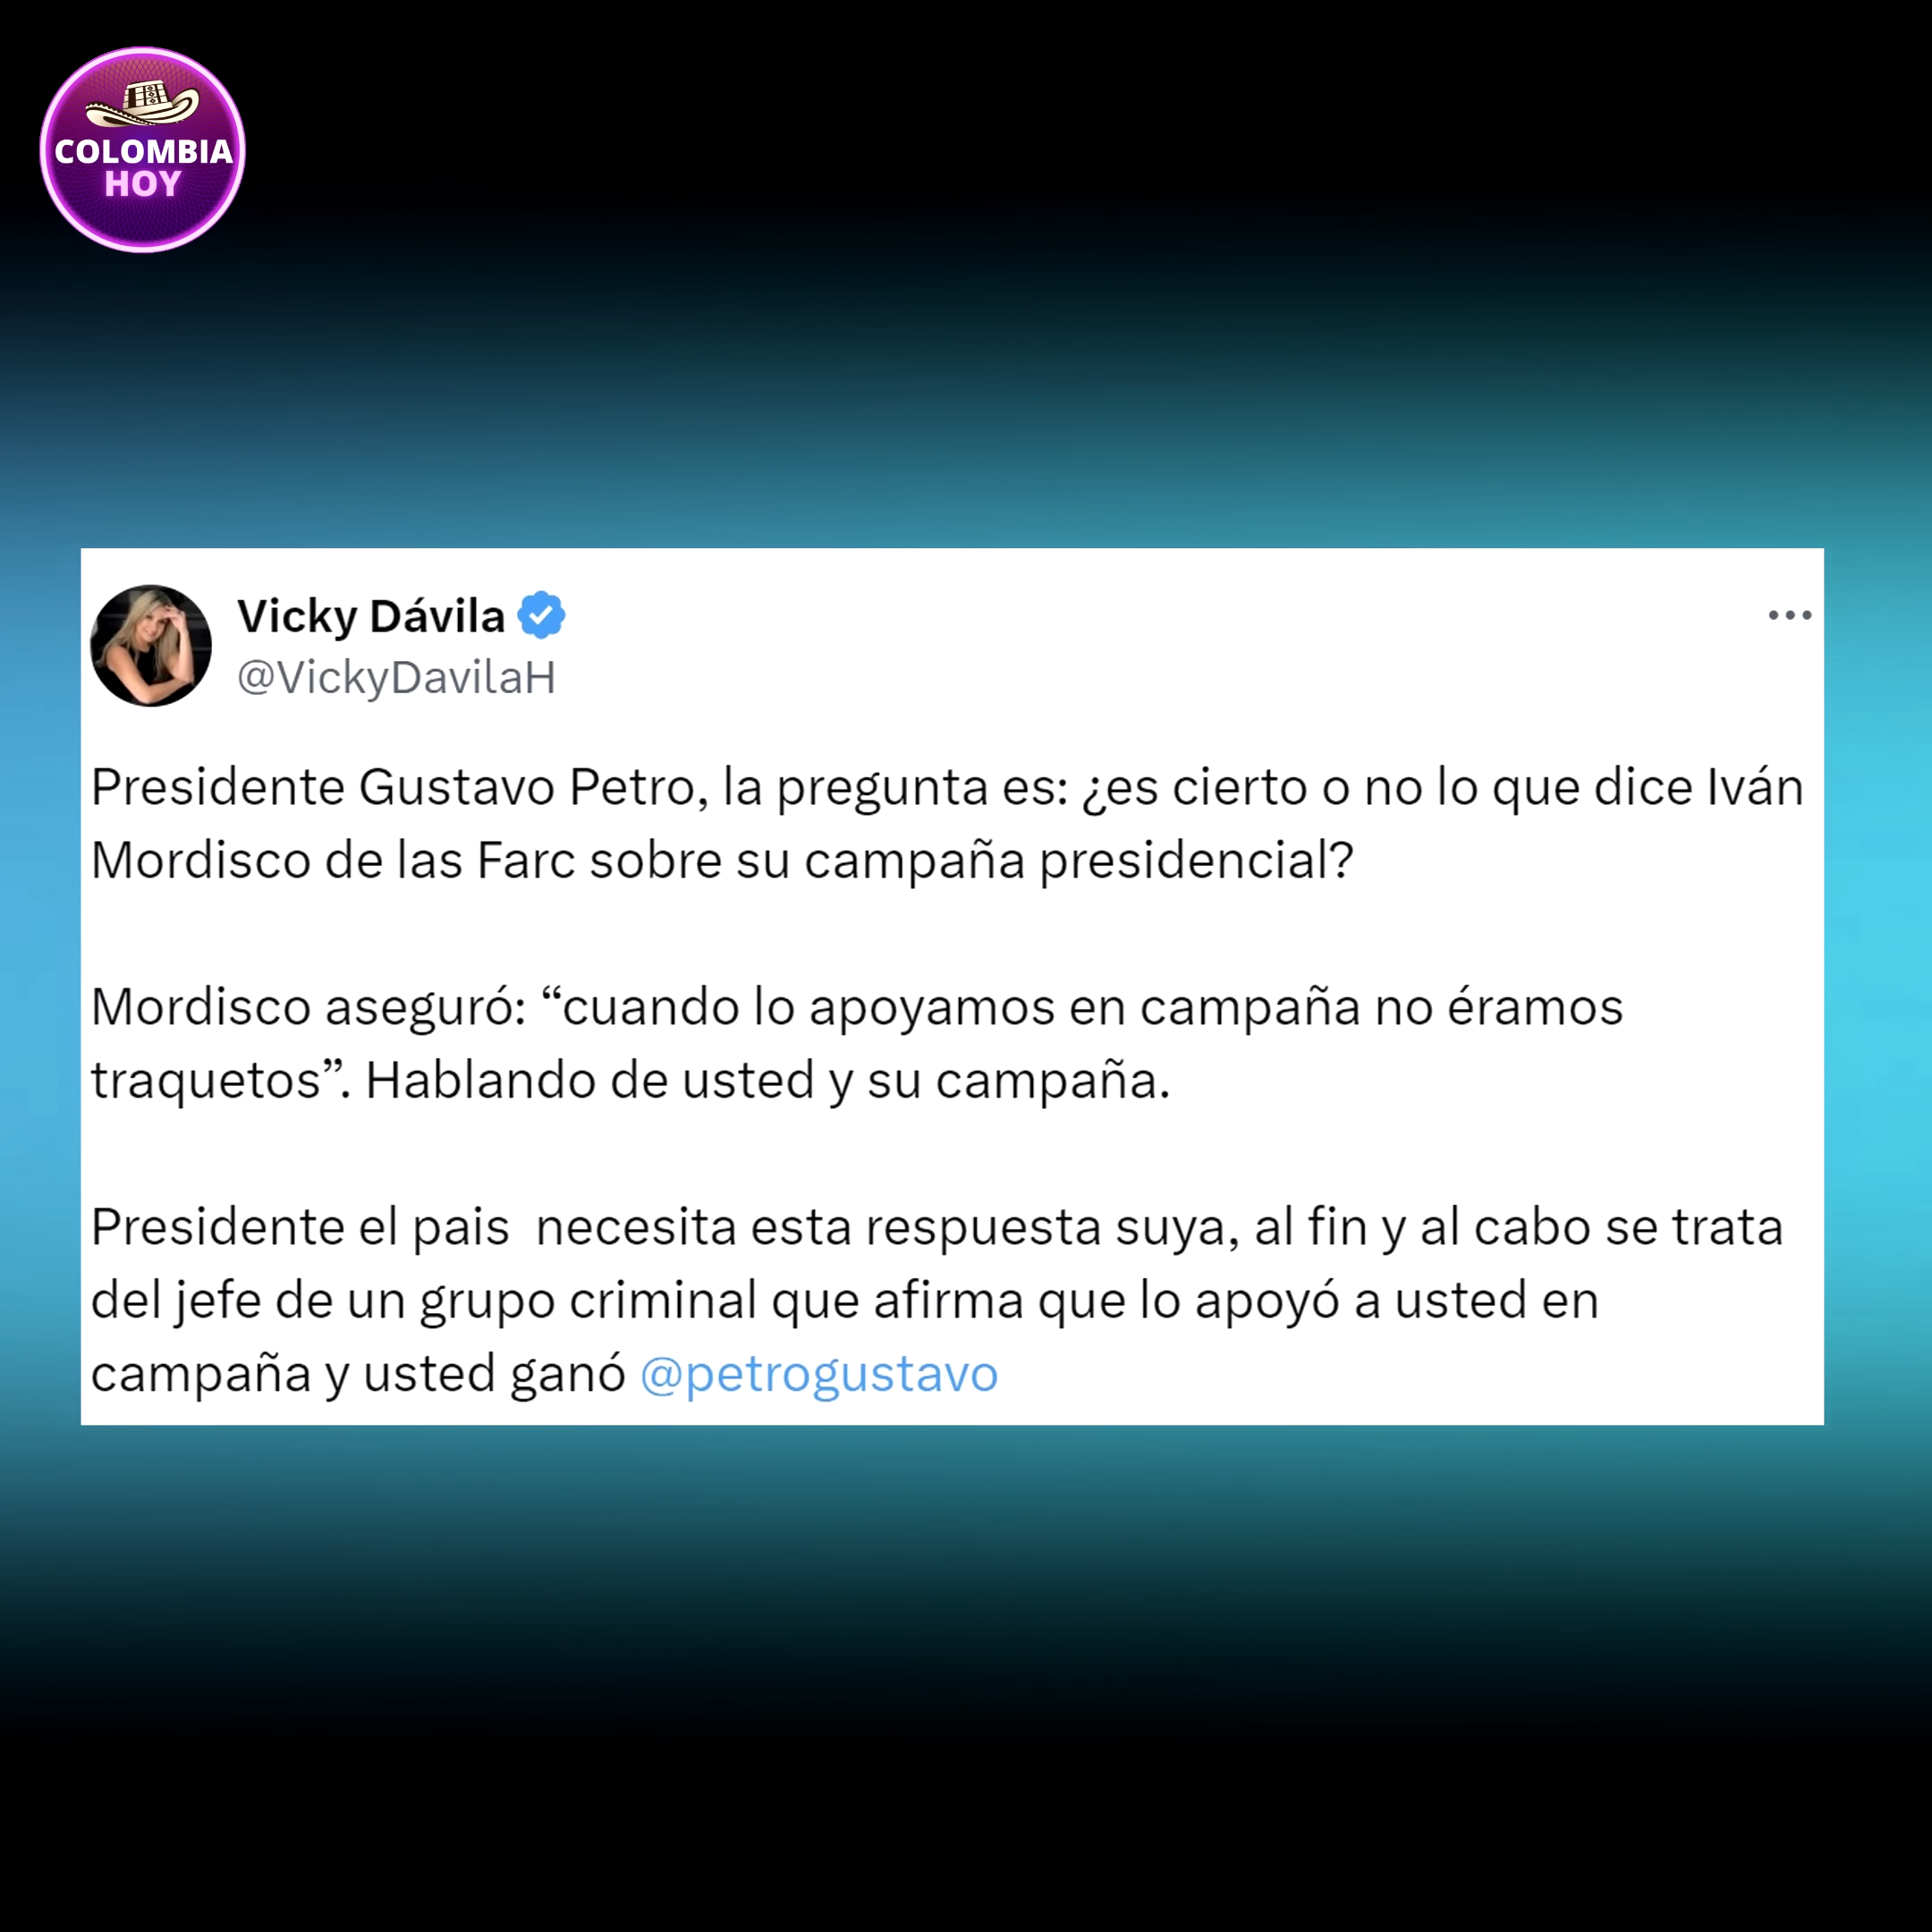 COLOMBIA
HOY
Vicky Dávila
@VickyDavilaH
Presidente Gustavo Petro, la pregunta es: ¿es cierto o no lo que dice Iván
Mordisco de las Farc sobre su campaña presidencial?
Mordisco aseguró: “cuando lo apoyamos en campaña no éramos
traquetos”. Hablando de usted y su campaña.
Presidente el pais  necesita esta respuesta suya, al fin y al cabo se trata
del jefe de un grupo criminal que afirma que lo apoyó a usted en
campaña y usted ganó @petrogustavo